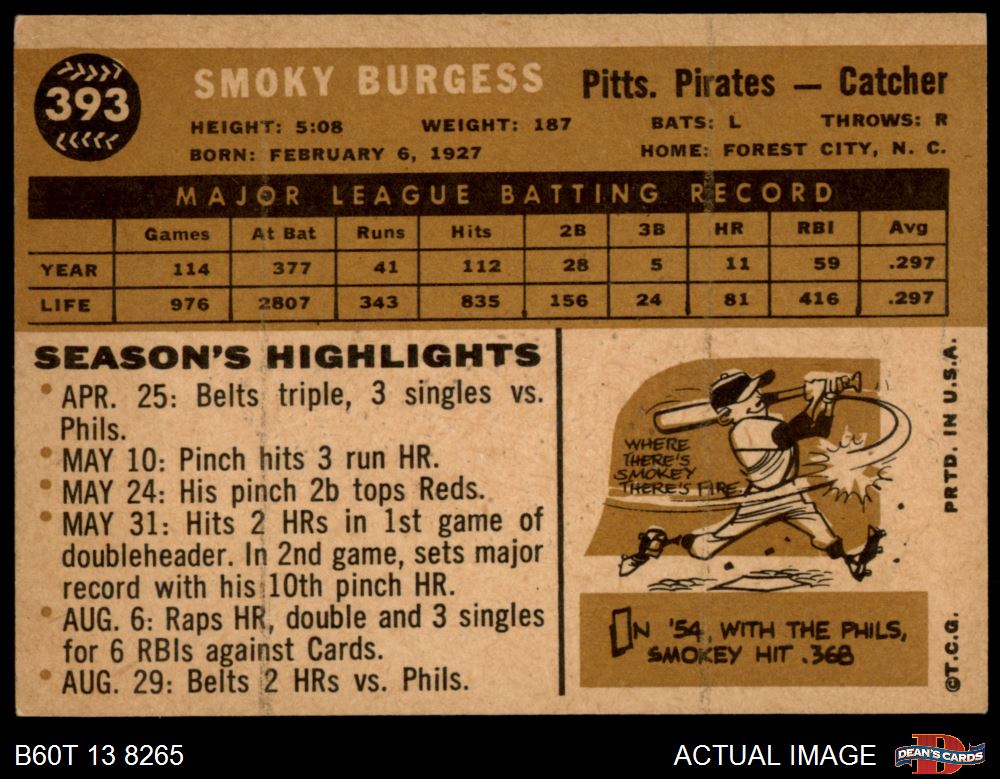 393
SMOKY BURGESS
Pitts. Pirates — Catcher
HEIGHT: 5:08 WEIGHT: 187 BATS: L THROWS: R
BORN: FEBRUARY 6, 1927 HOME: FOREST CITY, N. C.
MAJOR LEAGUE BATTING RECORD
Games At Bat Runs Hits 2B 3B HR RBI Avg
YEAR 114 377 41 112 28 5 11 59 .297
LIFE 976 2807 343 835 156 24 81 416 .297
SEASON'S HIGHLIGHTS
• APR. 25: Belts triple, 3 singles vs.
Phils.
• MAY 10: Pinch hits 3 run HR.
• MAY 24: His pinch 2b tops Reds.
• MAY 31: Hits 2 HRs in 1st game of
doubleheader. In 2nd game, sets major
record with his 10th pinch HR.
• AUG. 6: Raps HR, double and 3 singles
for 6 RBIs against Cards.
• AUG. 29: Belts 2 HRs vs. Phils.
WHERE
THERE'S
SMOKEY
THERE'S FIRE.
IN '54, WITH THE PHILS,
SMOKEY HIT .368
PRTD. IN U.S.A.
©T.C.G.
B60T 13 8265
ACTUAL IMAGE
DEAN'S CARDS